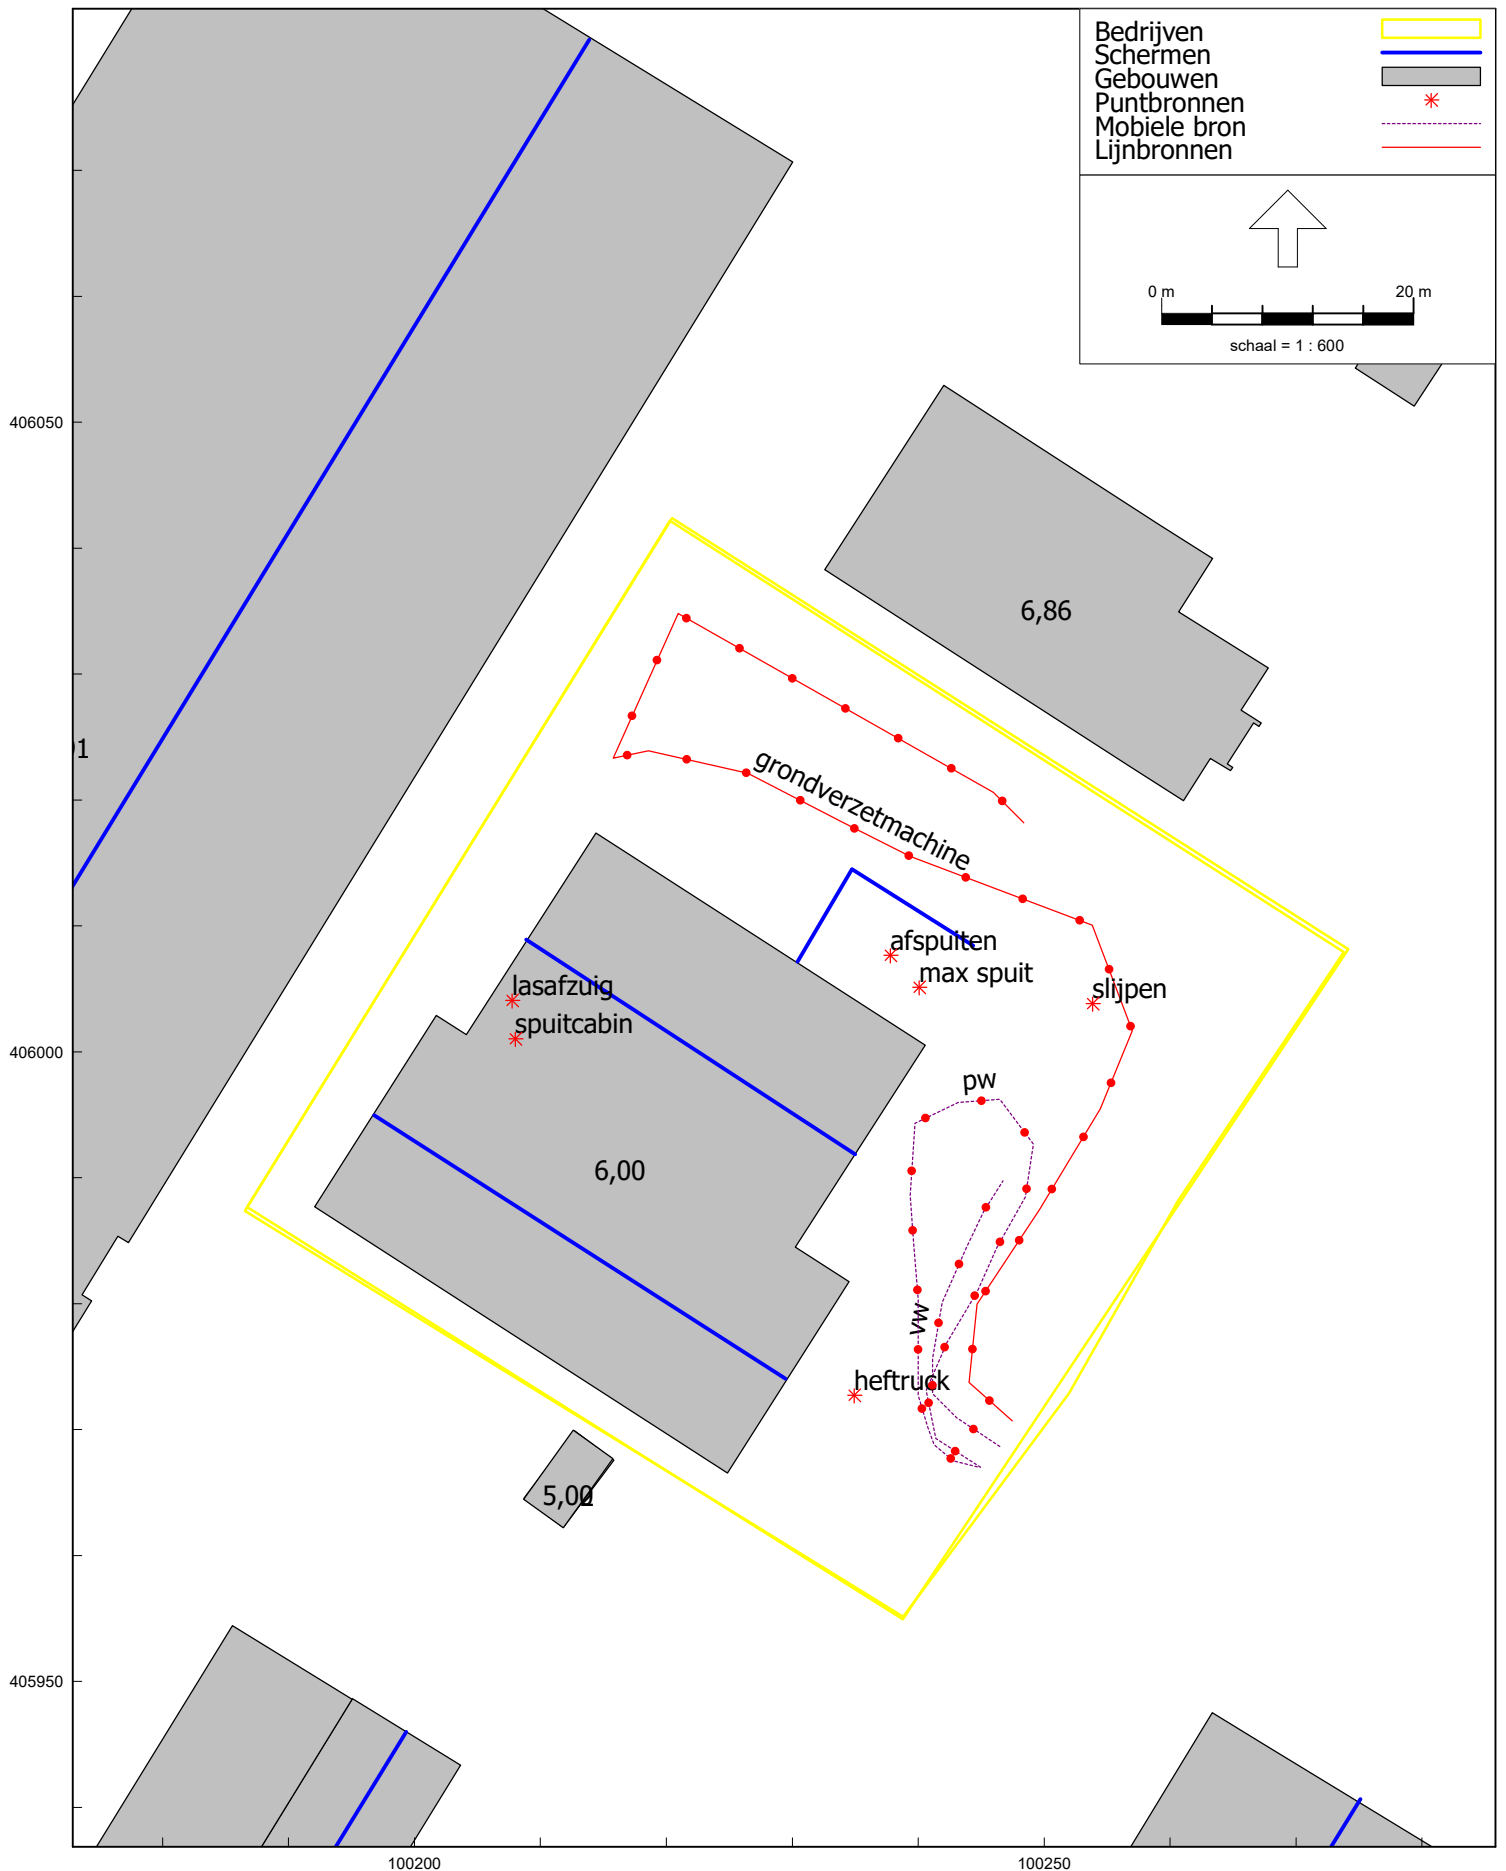 Bedrijven
Schermen
Gebouwen
Puntbronnen
Mobiele bron
Lijnbronnen
0 m 20 m
schaal = 1 : 600
406050
6,86
grondverzetmachine
afspuiten
max spuit
slijpen
lasafzuig
spuitcabin
406000
pw
6,00
vw
heftruck
5,00
405950
100200 100250